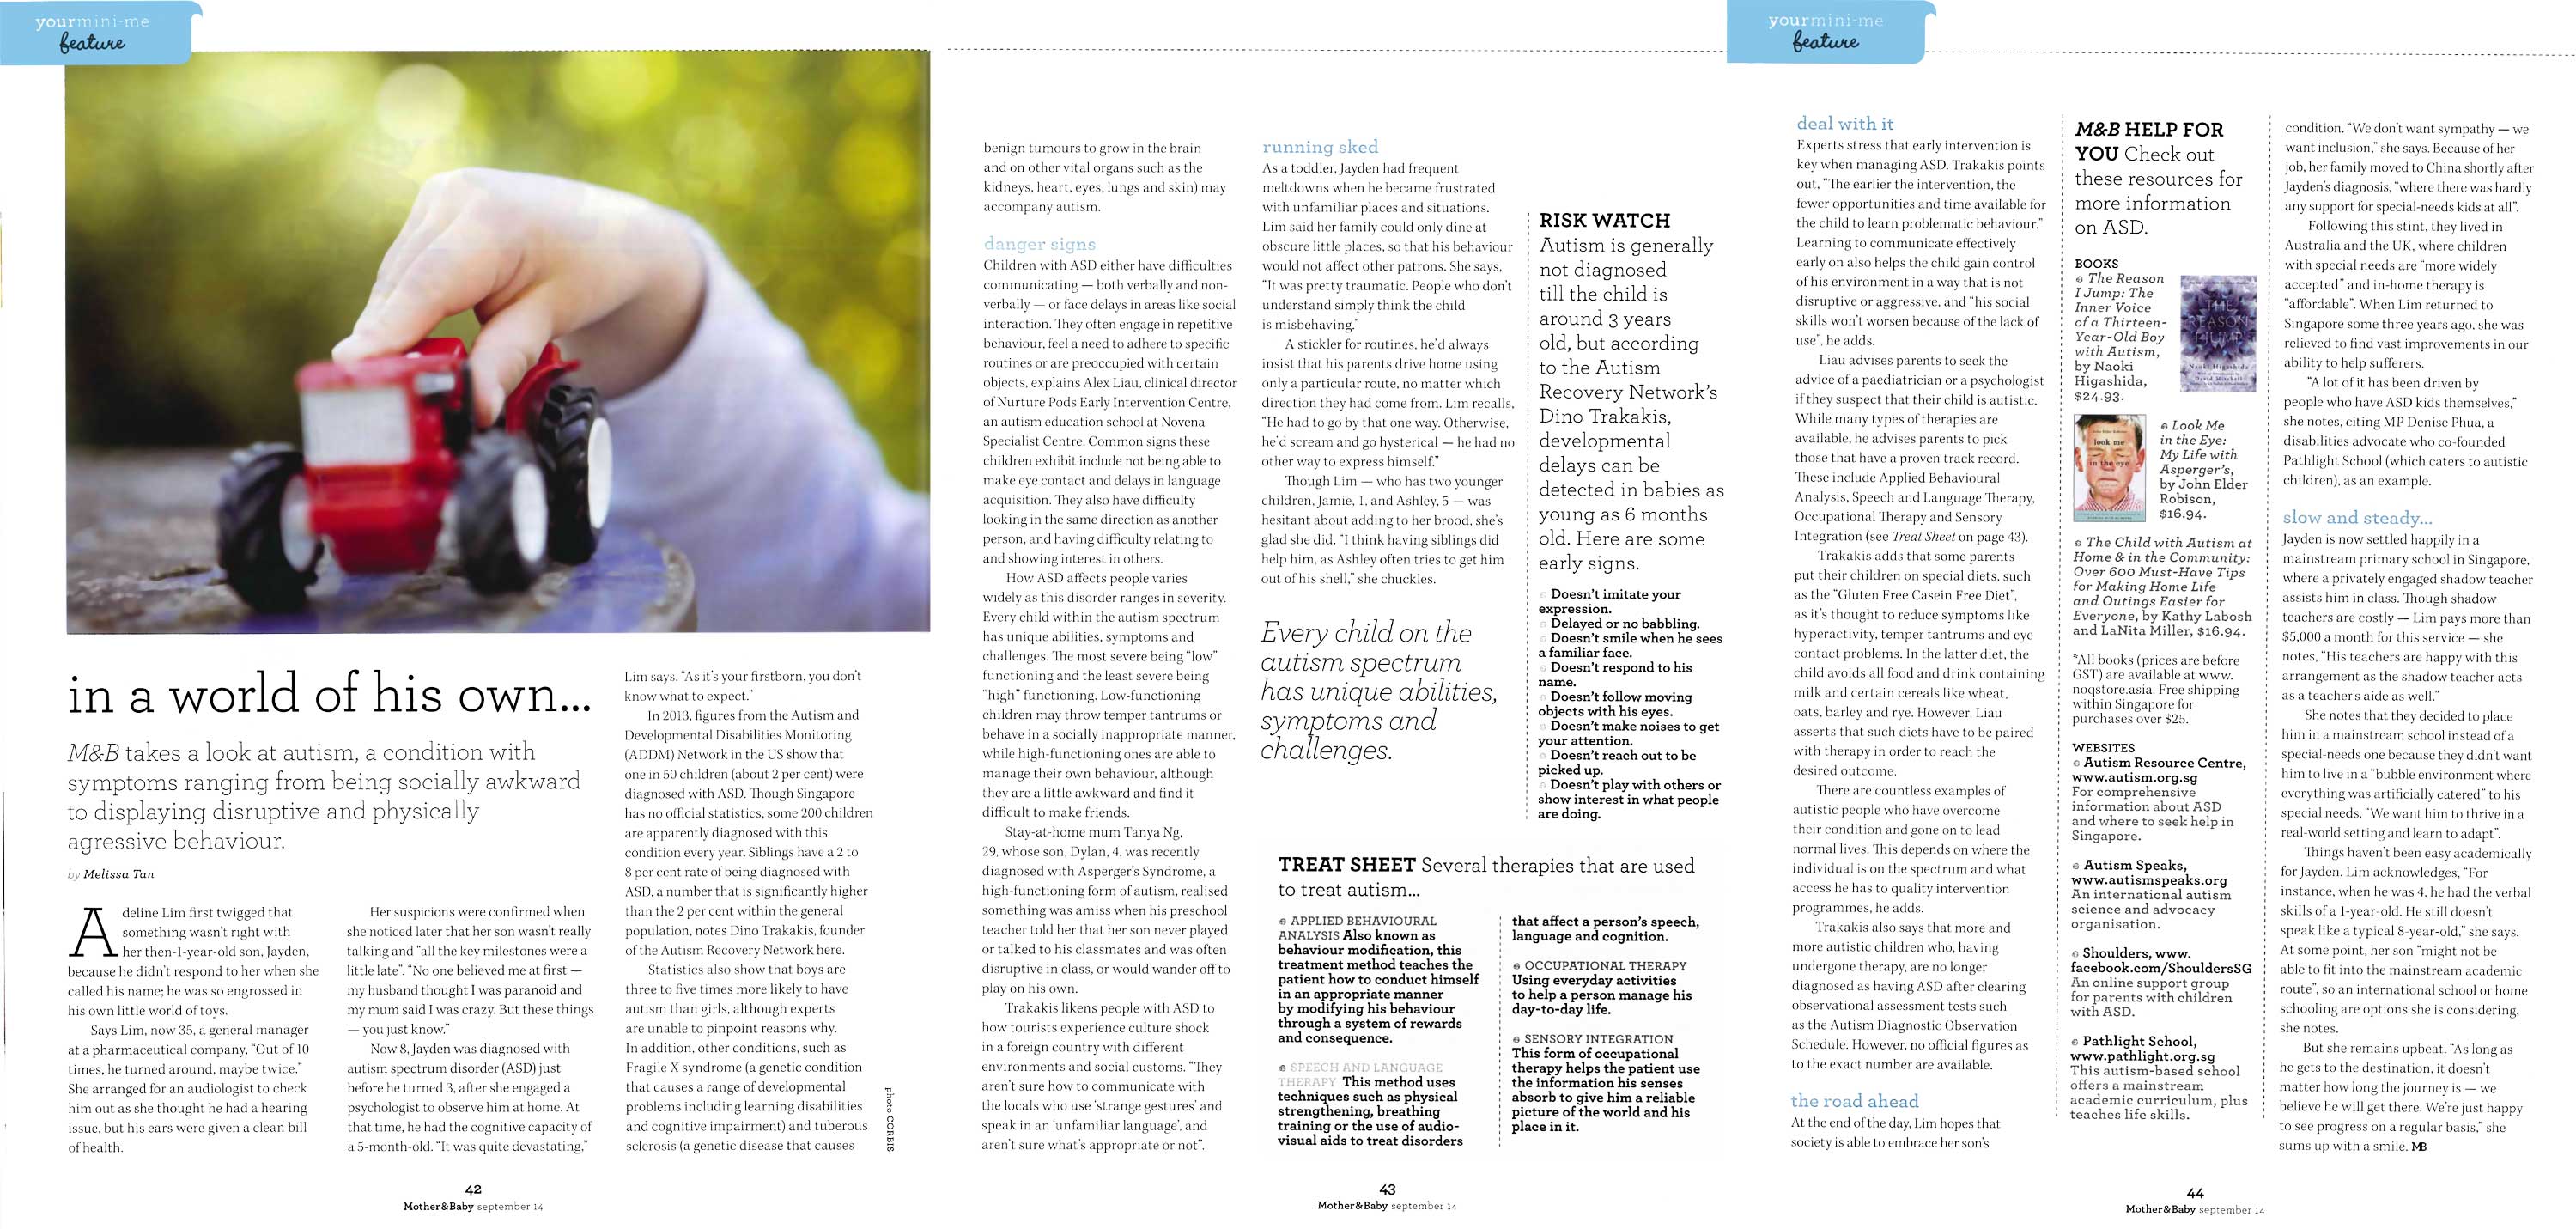 yourmini-me
feature
in a world of his own...
M&B takes a look at autism, a condition with
symptoms ranging from being socially awkward
to displaying disruptive and physically
agressive behaviour.
by Melissa Tan
Adeline Lim first twigged that
something wasn't right with
her then-1-year-old son, Jayden,
because he didn't respond to her when she
called his name; he was so engrossed in
his own little world of toys.
Says Lim, now 35, a general manager
at a pharmaceutical company, "Out of 10
times, he turned around, maybe twice."
She arranged for an audiologist to check
him out as she thought he had a hearing
issue, but his ears were given a clean bill
of health.
Her suspicions were confirmed when
she noticed later that her son wasn't really
talking and "all the key milestones were a
little late". "No one believed me at first —
my husband thought I was paranoid and
my mum said I was crazy. But these things
— you just know."
Now 8, Jayden was diagnosed with
autism spectrum disorder (ASD) just
before he turned 3, after she engaged a
psychologist to observe him at home. At
that time, he had the cognitive capacity of
a 5-month-old. "It was quite devastating,"
Lim says. "As it's your firstborn, you don't
know what to expect."
In 2013, figures from the Autism and
Developmental Disabilities Monitoring
(ADDM) Network in the US show that
one in 50 children (about 2 per cent) were
diagnosed with ASD. Though Singapore
has no official statistics, some 200 children
are apparently diagnosed with this
condition every year. Siblings have a 2 to
8 per cent rate of being diagnosed with
ASD, a number that is significantly higher
than the 2 per cent within the general
population, notes Dino Trakakis, founder
of the Autism Recovery Network here.
Statistics also show that boys are
three to five times more likely to have
autism than girls, although experts
are unable to pinpoint reasons why.
In addition, other conditions, such as
Fragile X syndrome (a genetic condition
that causes a range of developmental
problems including learning disabilities
and cognitive impairment) and tuberous
sclerosis (a genetic disease that causes
photo CORBIS
42
Mother&Baby september 14
benign tumours to grow in the brain
and on other vital organs such as the
kidneys, heart, eyes, lungs and skin) may
accompany autism.
danger signs
Children with ASD either have difficulties
communicating — both verbally and non-
verbally — or face delays in areas like social
interaction. They often engage in repetitive
behaviour, feel a need to adhere to specific
routines or are preoccupied with certain
objects, explains Alex Liau, clinical director
of Nurture Pods Early Intervention Centre,
an autism education school at Novena
Specialist Centre. Common signs these
children exhibit include not being able to
make eye contact and delays in language
acquisition. They also have difficulty
looking in the same direction as another
person, and having difficulty relating to
and showing interest in others.
How ASD affects people varies
widely as this disorder ranges in severity.
Every child within the autism spectrum
has unique abilities, symptoms and
challenges. The most severe being "low"
functioning and the least severe being
"high" functioning. Low-functioning
children may throw temper tantrums or
behave in a socially inappropriate manner,
while high-functioning ones are able to
manage their own behaviour, although
they are a little awkward and find it
difficult to make friends.
Stay-at-home mum Tanya Ng,
29, whose son, Dylan, 4, was recently
diagnosed with Asperger's Syndrome, a
high-functioning form of autism, realised
something was amiss when his preschool
teacher told her that her son never played
or talked to his classmates and was often
disruptive in class, or would wander off to
play on his own.
Trakakis likens people with ASD to
how tourists experience culture shock
in a foreign country with different
environments and social customs. "They
aren't sure how to communicate with
the locals who use 'strange gestures' and
speak in an 'unfamiliar language', and
aren't sure what's appropriate or not".
running sked
As a toddler, Jayden had frequent
meltdowns when he became frustrated
with unfamiliar places and situations.
Lim said her family could only dine at
obscure little places, so that his behaviour
would not affect other patrons. She says,
"It was pretty traumatic. People who don't
understand simply think the child
is misbehaving."
A stickler for routines, he'd always
insist that his parents drive home using
only a particular route, no matter which
direction they had come from. Lim recalls,
"He had to go by that one way. Otherwise,
he'd scream and go hysterical — he had no
other way to express himself."
Though Lim — who has two younger
children, Jamie, 1, and Ashley, 5 — was
hesitant about adding to her brood, she's
glad she did. "I think having siblings did
help him, as Ashley often tries to get him
out of his shell," she chuckles.
Every child on the
autism spectrum
has unique abilities,
symptoms and
challenges.
RISK WATCH
Autism is generally
not diagnosed
till the child is
around 3 years
old, but according
to the Autism
Recovery Network's
Dino Trakakis,
developmental
delays can be
detected in babies as
young as 6 months
old. Here are some
early signs.
Doesn't imitate your
expression.
Delayed or no babbling.
Doesn't smile when he sees
a familiar face.
Doesn't respond to his
name.
Doesn't follow moving
objects with his eyes.
Doesn't make noises to get
your attention.
Doesn't reach out to be
picked up.
Doesn't play with others or
show interest in what people
are doing.
TREAT SHEET Several therapies that are used
to treat autism...
APPLIED BEHAVIOURAL
ANALYSIS Also known as
behaviour modification, this
treatment method teaches the
patient how to conduct himself
in an appropriate manner
by modifying his behaviour
through a system of rewards
and consequence.
SPEECH AND LANGUAGE
THERAPY This method uses
techniques such as physical
strengthening, breathing
training or the use of audio-
visual aids to treat disorders
that affect a person's speech,
language and cognition.
OCCUPATIONAL THERAPY
Using everyday activities
to help a person manage his
day-to-day life.
SENSORY INTEGRATION
This form of occupational
therapy helps the patient use
the information his senses
absorb to give him a reliable
picture of the world and his
place in it.
43
Mother&Baby september 14
yourmini-me
feature
deal with it
Experts stress that early intervention is
key when managing ASD. Trakakis points
out, "The earlier the intervention, the
fewer opportunities and time available for
the child to learn problematic behaviour."
Learning to communicate effectively
early on also helps the child gain control
of his environment in a way that is not
disruptive or aggressive, and "his social
skills won't worsen because of the lack of
use", he adds.
Liau advises parents to seek the
advice of a paediatrician or a psychologist
if they suspect that their child is autistic.
While many types of therapies are
available, he advises parents to pick
those that have a proven track record.
These include Applied Behavioural
Analysis, Speech and Language Therapy,
Occupational Therapy and Sensory
Integration (see Treat Sheet on page 43).
Trakakis adds that some parents
put their children on special diets, such
as the "Gluten Free Casein Free Diet",
as it's thought to reduce symptoms like
hyperactivity, temper tantrums and eye
contact problems. In the latter diet, the
child avoids all food and drink containing
milk and certain cereals like wheat,
oats, barley and rye. However, Liau
asserts that such diets have to be paired
with therapy in order to reach the
desired outcome.
There are countless examples of
autistic people who have overcome
their condition and gone on to lead
normal lives. This depends on where the
individual is on the spectrum and what
access he has to quality intervention
programmes, he adds.
Trakakis also says that more and
more autistic children who, having
undergone therapy, are no longer
diagnosed as having ASD after clearing
observational assessment tests such
as the Autism Diagnostic Observation
Schedule. However, no official figures as
to the exact number are available.
the road ahead
At the end of the day, Lim hopes that
society is able to embrace her son's
M&B HELP FOR
YOU Check out
these resources for
more information
on ASD.
BOOKS
The Reason
I Jump: The
Inner Voice
of a Thirteen-
Year-Old Boy
with Autism,
by Naoki
Higashida,
$24.93.
THE
REASON
I JUMP
Naoki Higashida
David Mitchell
look me
in the eye
Look Me
in the Eye:
My Life with
Asperger's,
by John Elder
Robison,
$16.94.
The Child with Autism at
Home & in the Community:
Over 600 Must-Have Tips
for Making Home Life
and Outings Easier for
Everyone, by Kathy Labosh
and LaNita Miller, $16.94.
*All books (prices are before
GST) are available at www.
noqstore.asia. Free shipping
within Singapore for
purchases over $25.
WEBSITES
Autism Resource Centre,
www.autism.org.sg
For comprehensive
information about ASD
and where to seek help in
Singapore.
Autism Speaks,
www.autismspeaks.org
An international autism
science and advocacy
organisation.
Shoulders, www.
facebook.com/ShouldersSG
An online support group
for parents with children
with ASD.
Pathlight School,
www.pathlight.org.sg
This autism-based school
offers a mainstream
academic curriculum, plus
teaches life skills.
condition. "We don't want sympathy — we
want inclusion," she says. Because of her
job, her family moved to China shortly after
Jayden's diagnosis, "where there was hardly
any support for special-needs kids at all".
Following this stint, they lived in
Australia and the UK, where children
with special needs are "more widely
accepted" and in-home therapy is
"affordable". When Lim returned to
Singapore some three years ago, she was
relieved to find vast improvements in our
ability to help sufferers.
"A lot of it has been driven by
people who have ASD kids themselves,"
she notes, citing MP Denise Phua, a
disabilities advocate who co-founded
Pathlight School (which caters to autistic
children), as an example.
slow and steady...
Jayden is now settled happily in a
mainstream primary school in Singapore,
where a privately engaged shadow teacher
assists him in class. Though shadow
teachers are costly — Lim pays more than
$5,000 a month for this service — she
notes, "His teachers are happy with this
arrangement as the shadow teacher acts
as a teacher's aide as well."
She notes that they decided to place
him in a mainstream school instead of a
special-needs one because they didn't want
him to live in a "bubble environment where
everything was artificially catered" to his
special needs. "We want him to thrive in a
real-world setting and learn to adapt".
Things haven't been easy academically
for Jayden. Lim acknowledges, "For
instance, when he was 4, he had the verbal
skills of a 1-year-old. He still doesn't
speak like a typical 8-year-old," she says.
At some point, her son "might not be
able to fit into the mainstream academic
route", so an international school or home
schooling are options she is considering,
she notes.
But she remains upbeat. "As long as
he gets to the destination, it doesn't
matter how long the journey is — we
believe he will get there. We're just happy
to see progress on a regular basis," she
sums up with a smile. MB
44
Mother&Baby september 14